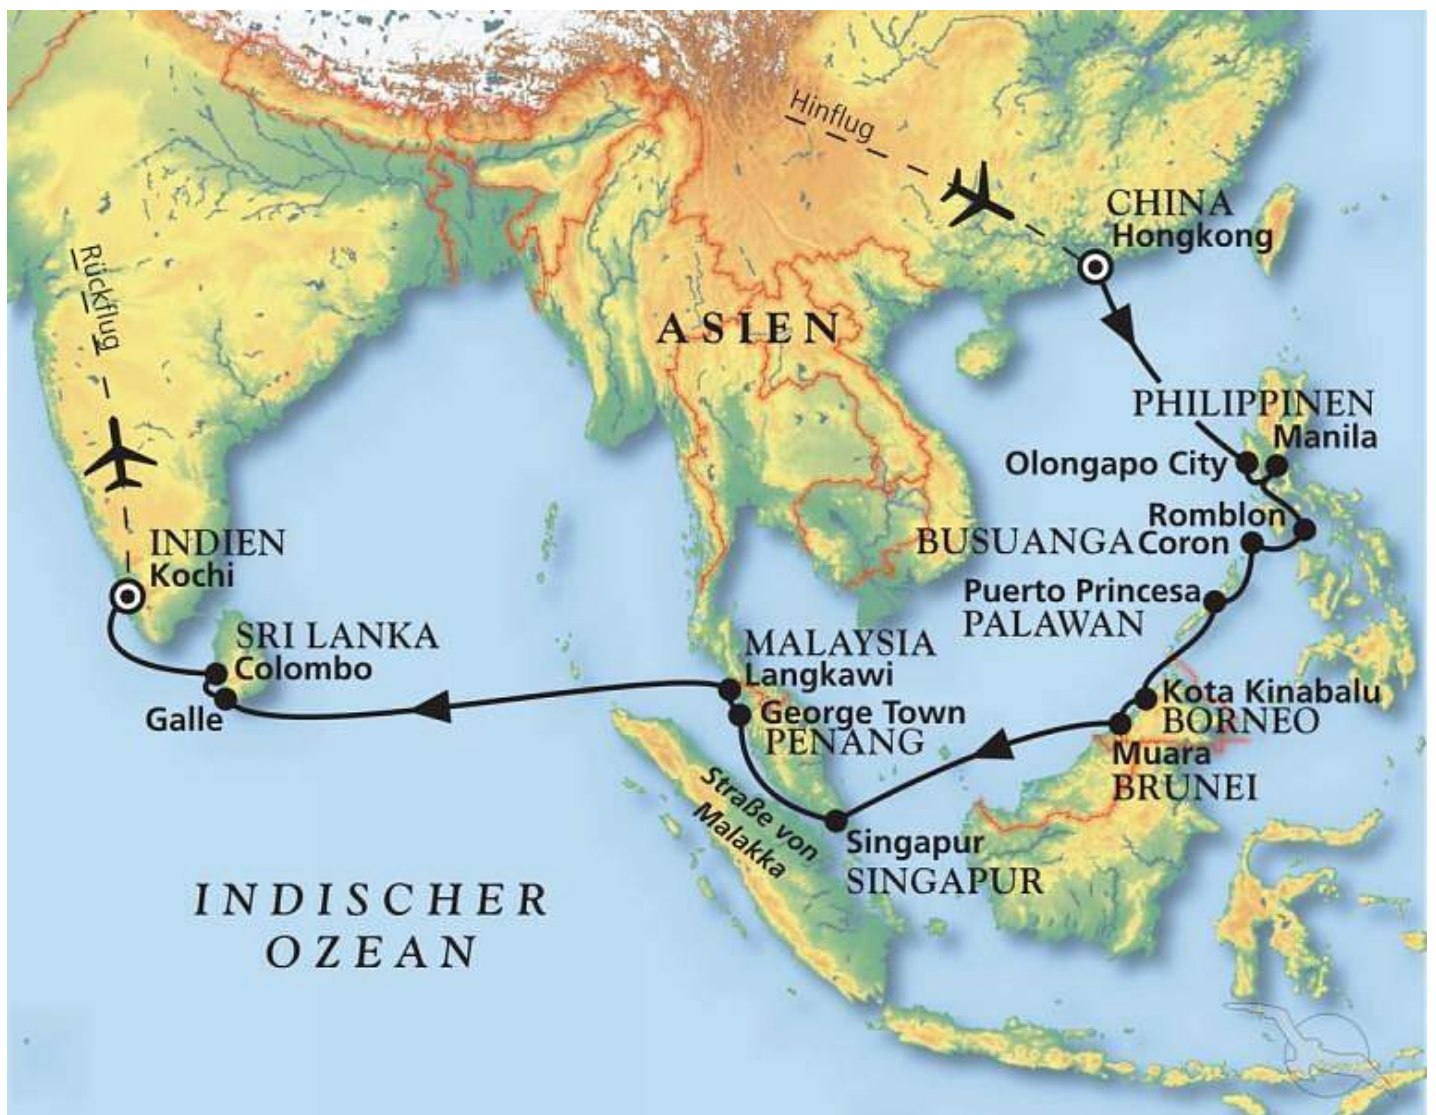 Hinflug
CHINA
Hongkong
Rückflug
ASIEN
PHILIPPINEN
Manila
Olongapo City
Romblon
BUSUANGA Coron
INDIEN
Kochi
Puerto Princesa
PALAWAN
SRI LANKA
Colombo
Galle
MALAYSIA
Langkawi
George Town
PENANG
Kota Kinabalu
BORNEO
Muara
BRUNEI
Straße von
Malakka
Singapur
SINGAPUR
INDISCHER
OZEAN